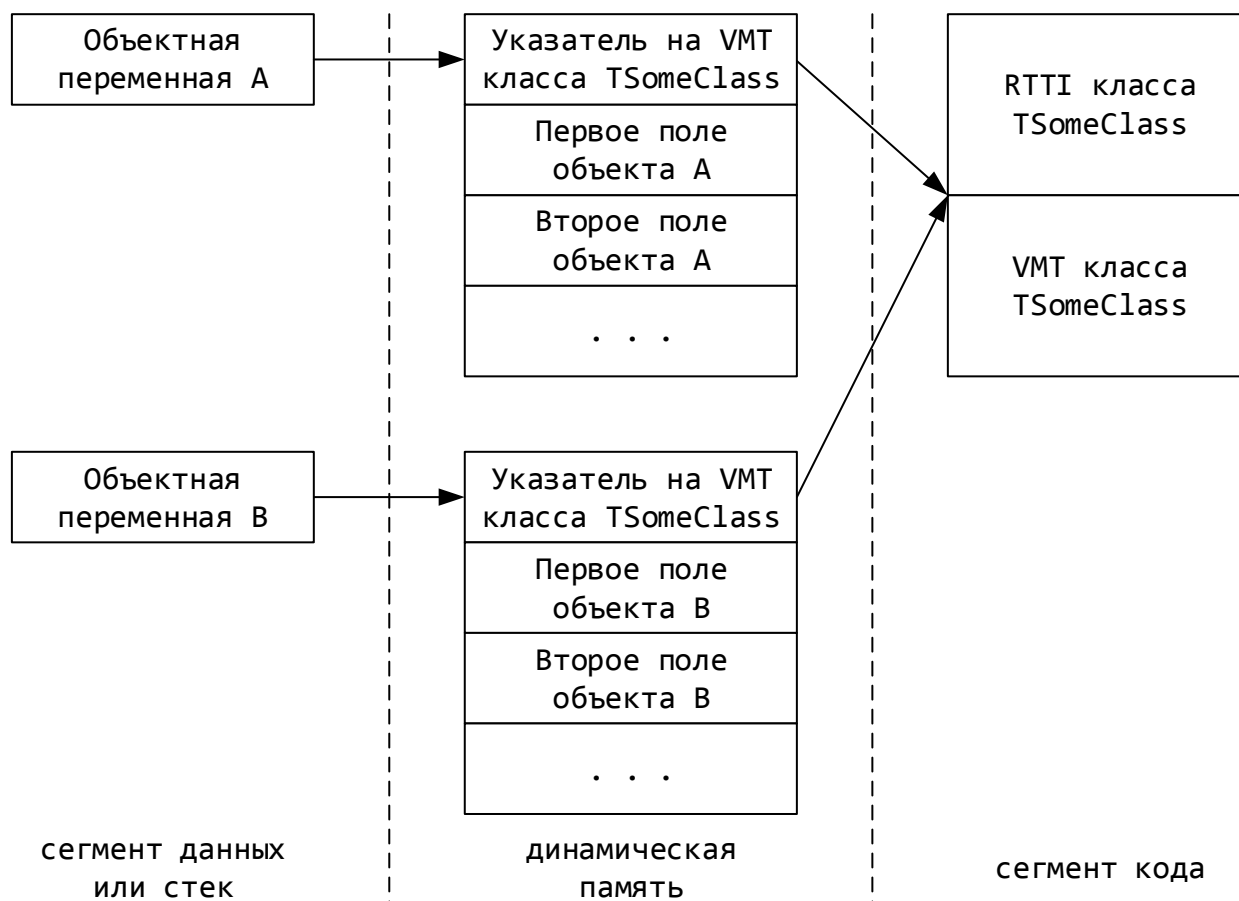 Объектная
переменная A
Указатель на VMT
класса TSomeClass
Первое поле
объекта A
Второе поле
объекта A
. . .
RTTI класса
TSomeClass
VMT класса
TSomeClass
Объектная
переменная B
Указатель на VMT
класса TSomeClass
Первое поле
объекта B
Второе поле
объекта B
. . .
сегмент данных
или стек
динамическая
память
сегмент кода